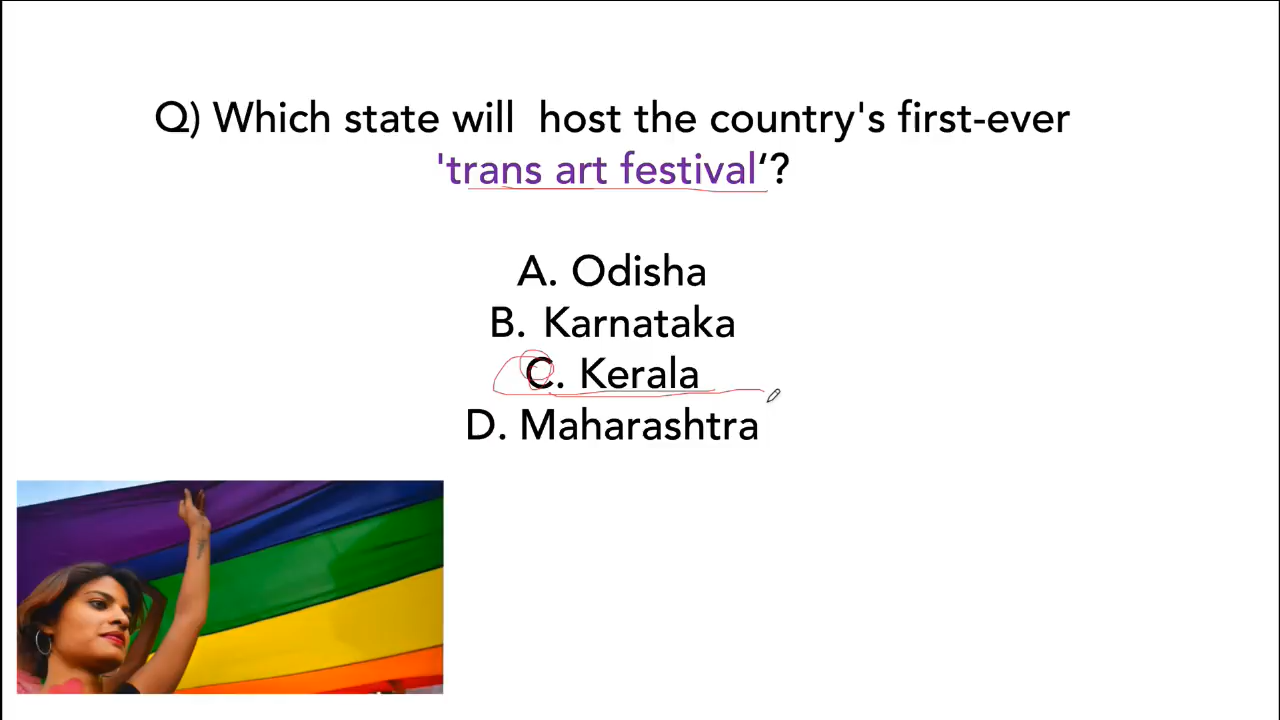 Q) Which state will  host the country's first-ever
'trans art festival’?
A. Odisha
B. Karnataka
C. Kerala
D. Maharashtra